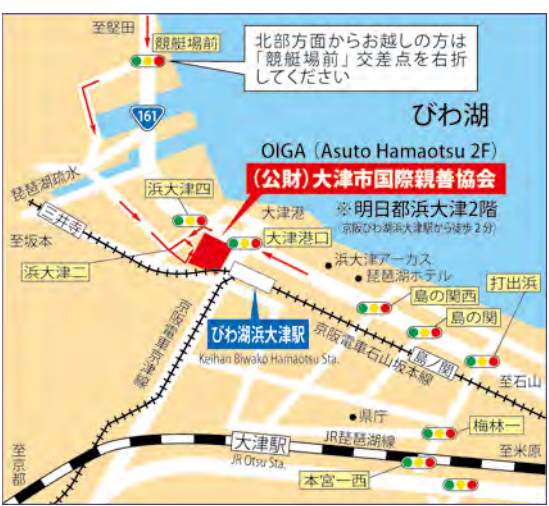 至堅田
競艇場前
北部方面からお越しの方は
「競艇場前」交差点を右折
してください
161
びわ湖
OIGA（Asuto Hamaotsu 2F）
(公財)大津市国際親善協会
※明日都浜大津2階
(京阪びわ湖浜大津駅から徒歩2分)
琵琶湖疏水
浜大津四
大津港
三井寺
大津港口
至坂本
浜大津二
浜大津アーカス
琵琶湖ホテル
打出浜
島の関西
島の関
びわ湖浜大津駅
Keihan Biwako Hamaotsu Sta.
京阪電車京津線
京阪電車石山坂本線
島ノ関
至石山
県庁
梅林一
大津駅
JR Otsu Sta.
JR琵琶湖線
至米原
至京都
本宮一西